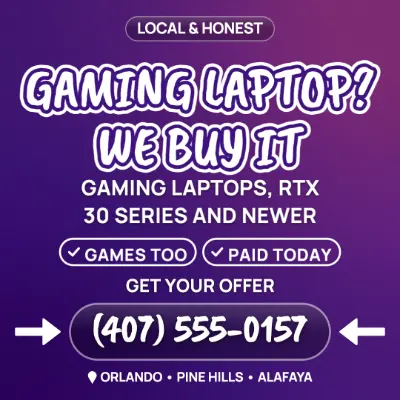 LOCAL & HONEST
GAMING LAPTOP?
WE BUY IT
GAMING LAPTOPS, RTX
30 SERIES AND NEWER
GAMES TOO
PAID TODAY
GET YOUR OFFER
(407) 555-0157
ORLANDO • PINE HILLS • ALAFAYA